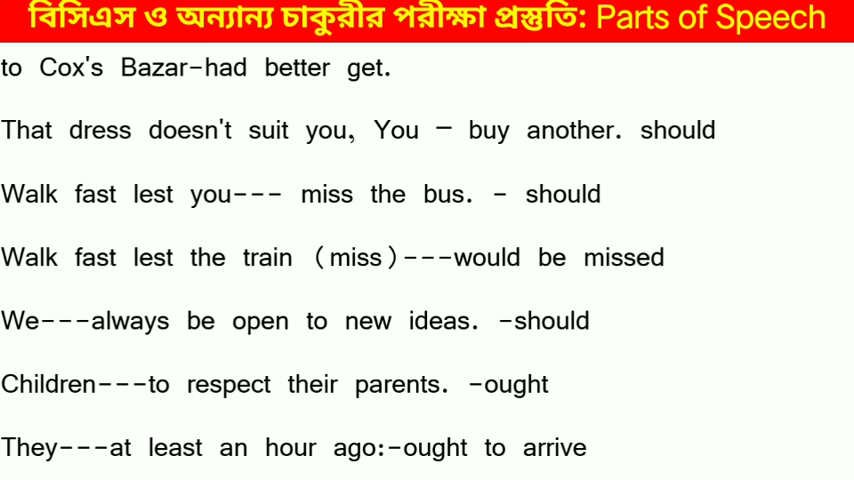 বিসিএস ও অন্যান্য চাকুরীর পরীক্ষা প্রস্তুতি: Parts of Speech
to Cox's Bazar-had better get.
That dress doesn't suit you, You – buy another. should
Walk fast lest you--- miss the bus. - should
Walk fast lest the train (miss)---would be missed
We---always be open to new ideas. -should
Children---to respect their parents. -ought
They---at least an hour ago:-ought to arrive